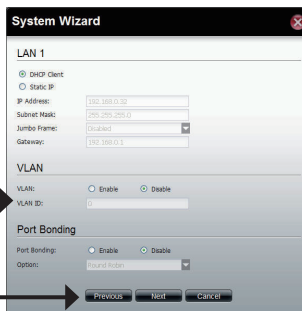 System Wizard
LAN 1
DHCP Client
Static IP
IP Address: 192.168.0.32
Subnet Mask: 255.255.255.0
Jumbo Frame: Disabled
Gateway: 192.168.0.1
VLAN
VLAN: Enable Disable
VLAN ID: 0
Port Bonding
Port Bonding: Enable Disable
Option: Round Robin
Previous Next Cancel